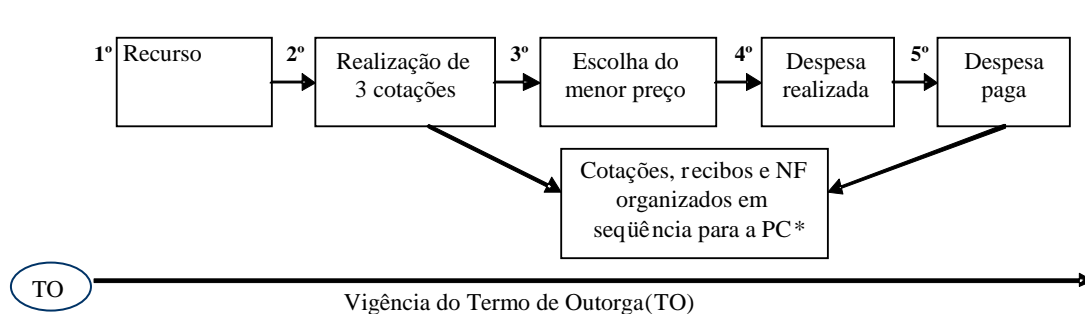 1º Recurso
2º Realização de
3 cotações
3º Escolha do
menor preço
4º Despesa
realizada
5º Despesa
paga
Cotações, recibos e NF
organizados em
seqüência para a PC*
TO
Vigência do Termo de Outorga(TO)